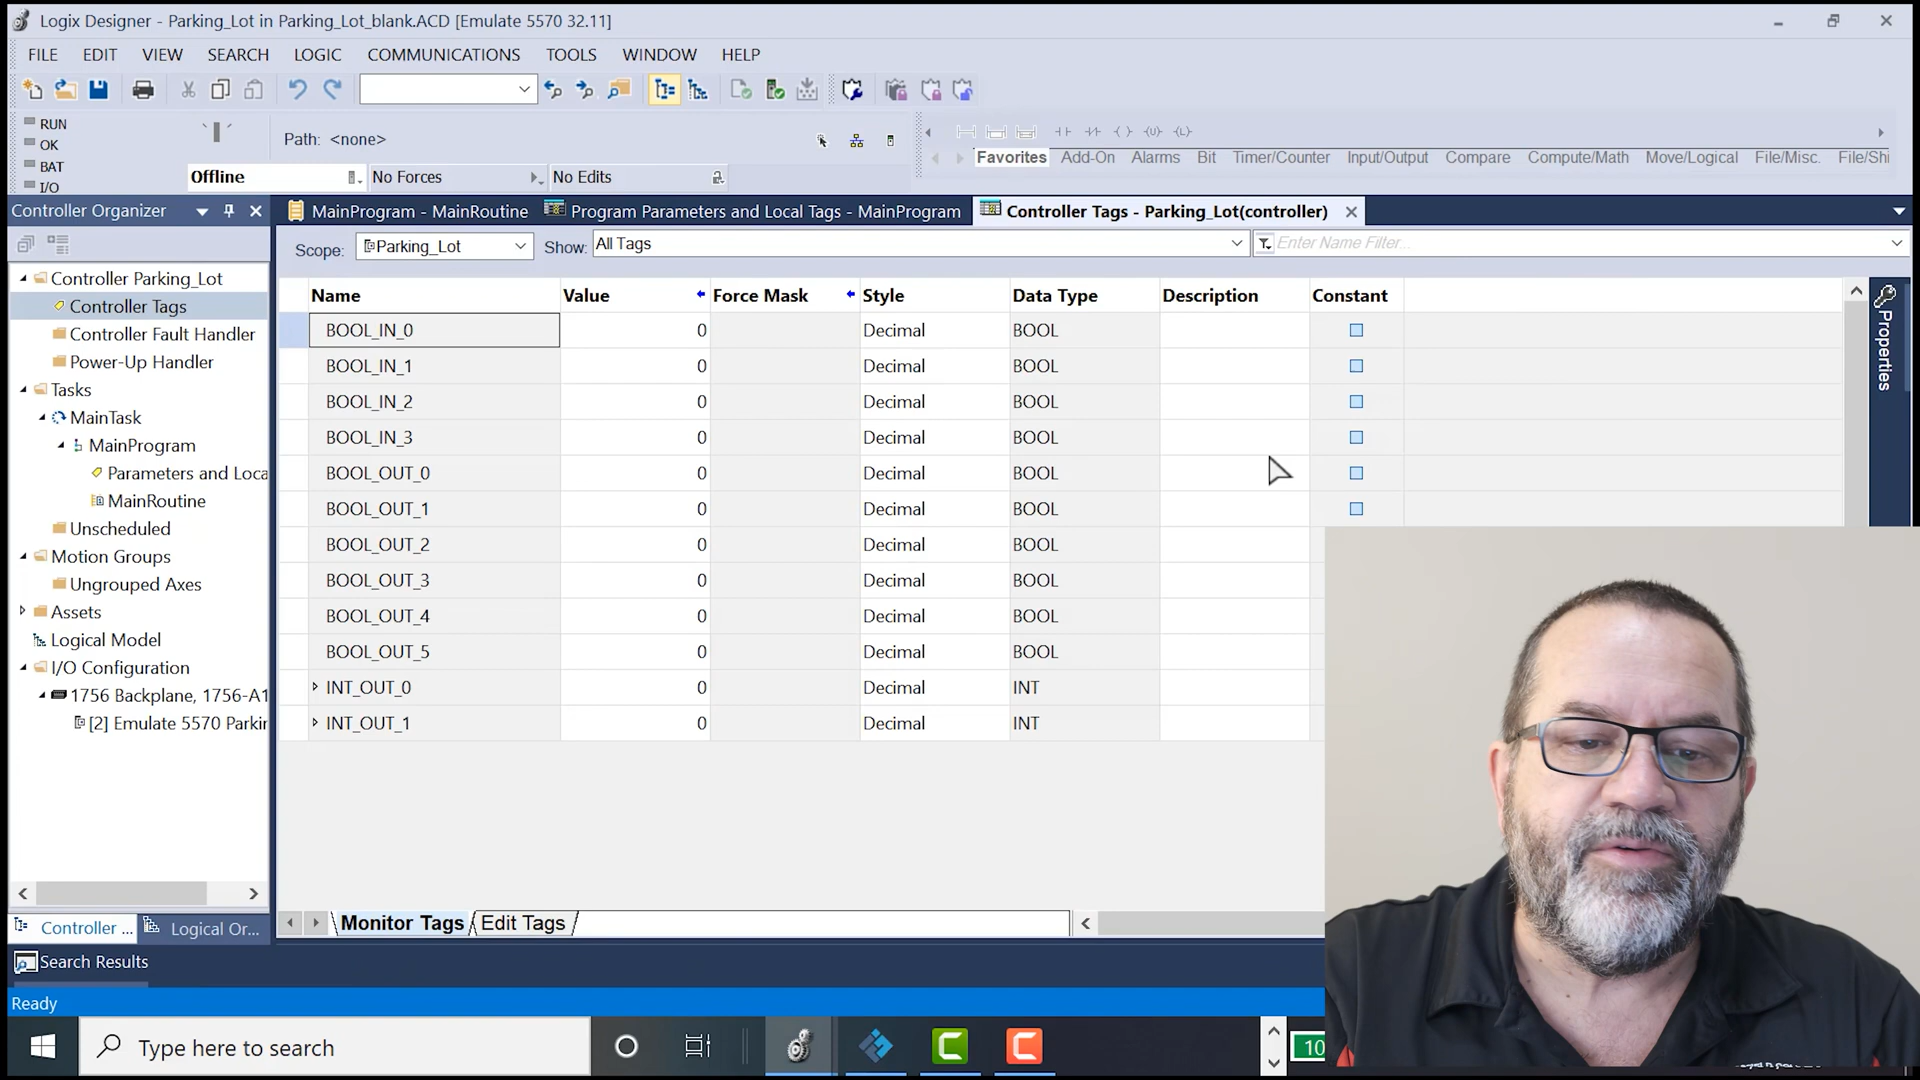 Logix Designer - Parking_Lot in Parking_Lot_blank.ACD [Emulate 5570 32.11]
FILE EDIT VIEW SEARCH LOGIC COMMUNICATIONS TOOLS WINDOW HELP
RUN
OK
BAT
I/O
Path: <none>
Offline
No Forces
No Edits
Favorites Add-On Alarms Bit Timer/Counter Input/Output Compare Compute/Math Move/Logical File/Misc. File/Shi
Controller Organizer
MainProgram - MainRoutine
Program Parameters and Local Tags - MainProgram
Controller Tags - Parking_Lot(controller)
Scope: Parking_Lot
Show: All Tags
Enter Name Filter...
Controller Parking_Lot
Controller Tags
Controller Fault Handler
Power-Up Handler
Tasks
MainTask
MainProgram
Parameters and Loca
MainRoutine
Unscheduled
Motion Groups
Ungrouped Axes
Assets
Logical Model
I/O Configuration
1756 Backplane, 1756-A1
[2] Emulate 5570 Parkin
Name Value Force Mask Style Data Type Description Constant
BOOL_IN_0 0 Decimal BOOL
BOOL_IN_1 0 Decimal BOOL
BOOL_IN_2 0 Decimal BOOL
BOOL_IN_3 0 Decimal BOOL
BOOL_OUT_0 0 Decimal BOOL
BOOL_OUT_1 0 Decimal BOOL
BOOL_OUT_2 0 Decimal BOOL
BOOL_OUT_3 0 Decimal BOOL
BOOL_OUT_4 0 Decimal BOOL
BOOL_OUT_5 0 Decimal BOOL
INT_OUT_0 0 Decimal INT
INT_OUT_1 0 Decimal INT
Properties
Monitor Tags Edit Tags
Controller ... Logical Or...
Search Results
Ready
Type here to search
10